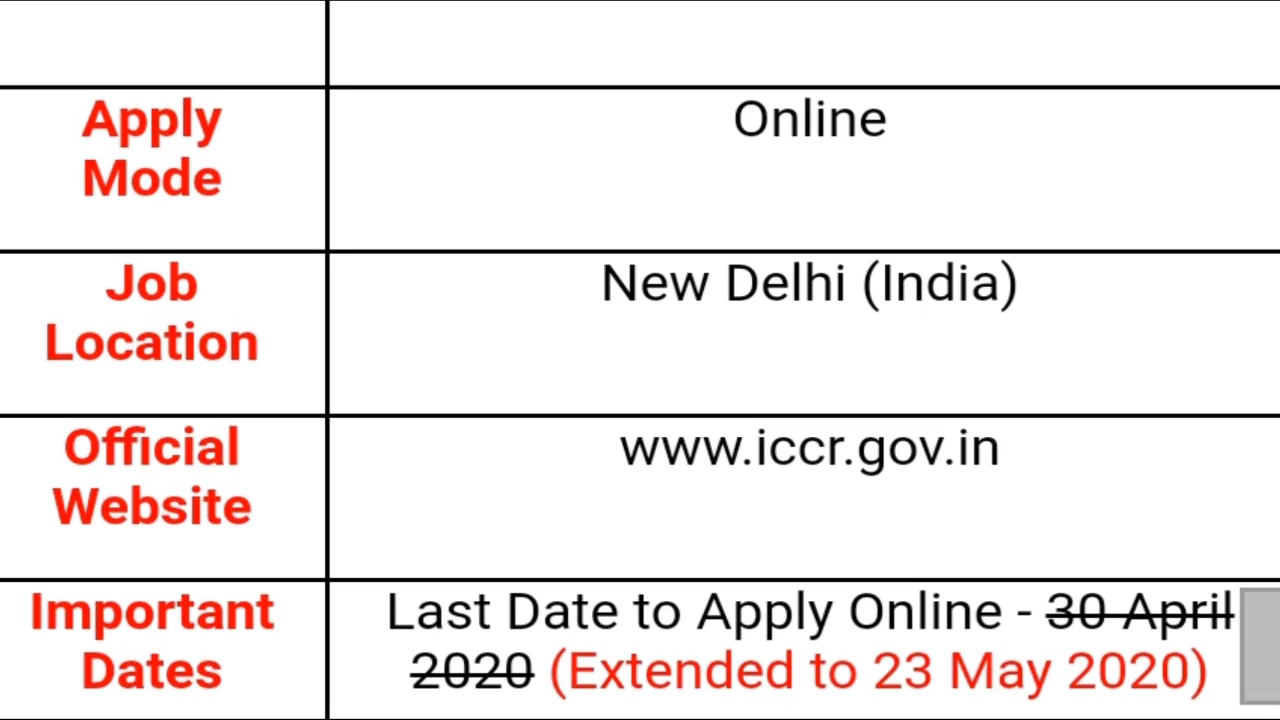 Apply
Mode
Online
Job
Location
New Delhi (India)
Official
Website
www.iccr.gov.in
Important
Dates
Last Date to Apply Online - 30 April
2020 (Extended to 23 May 2020)